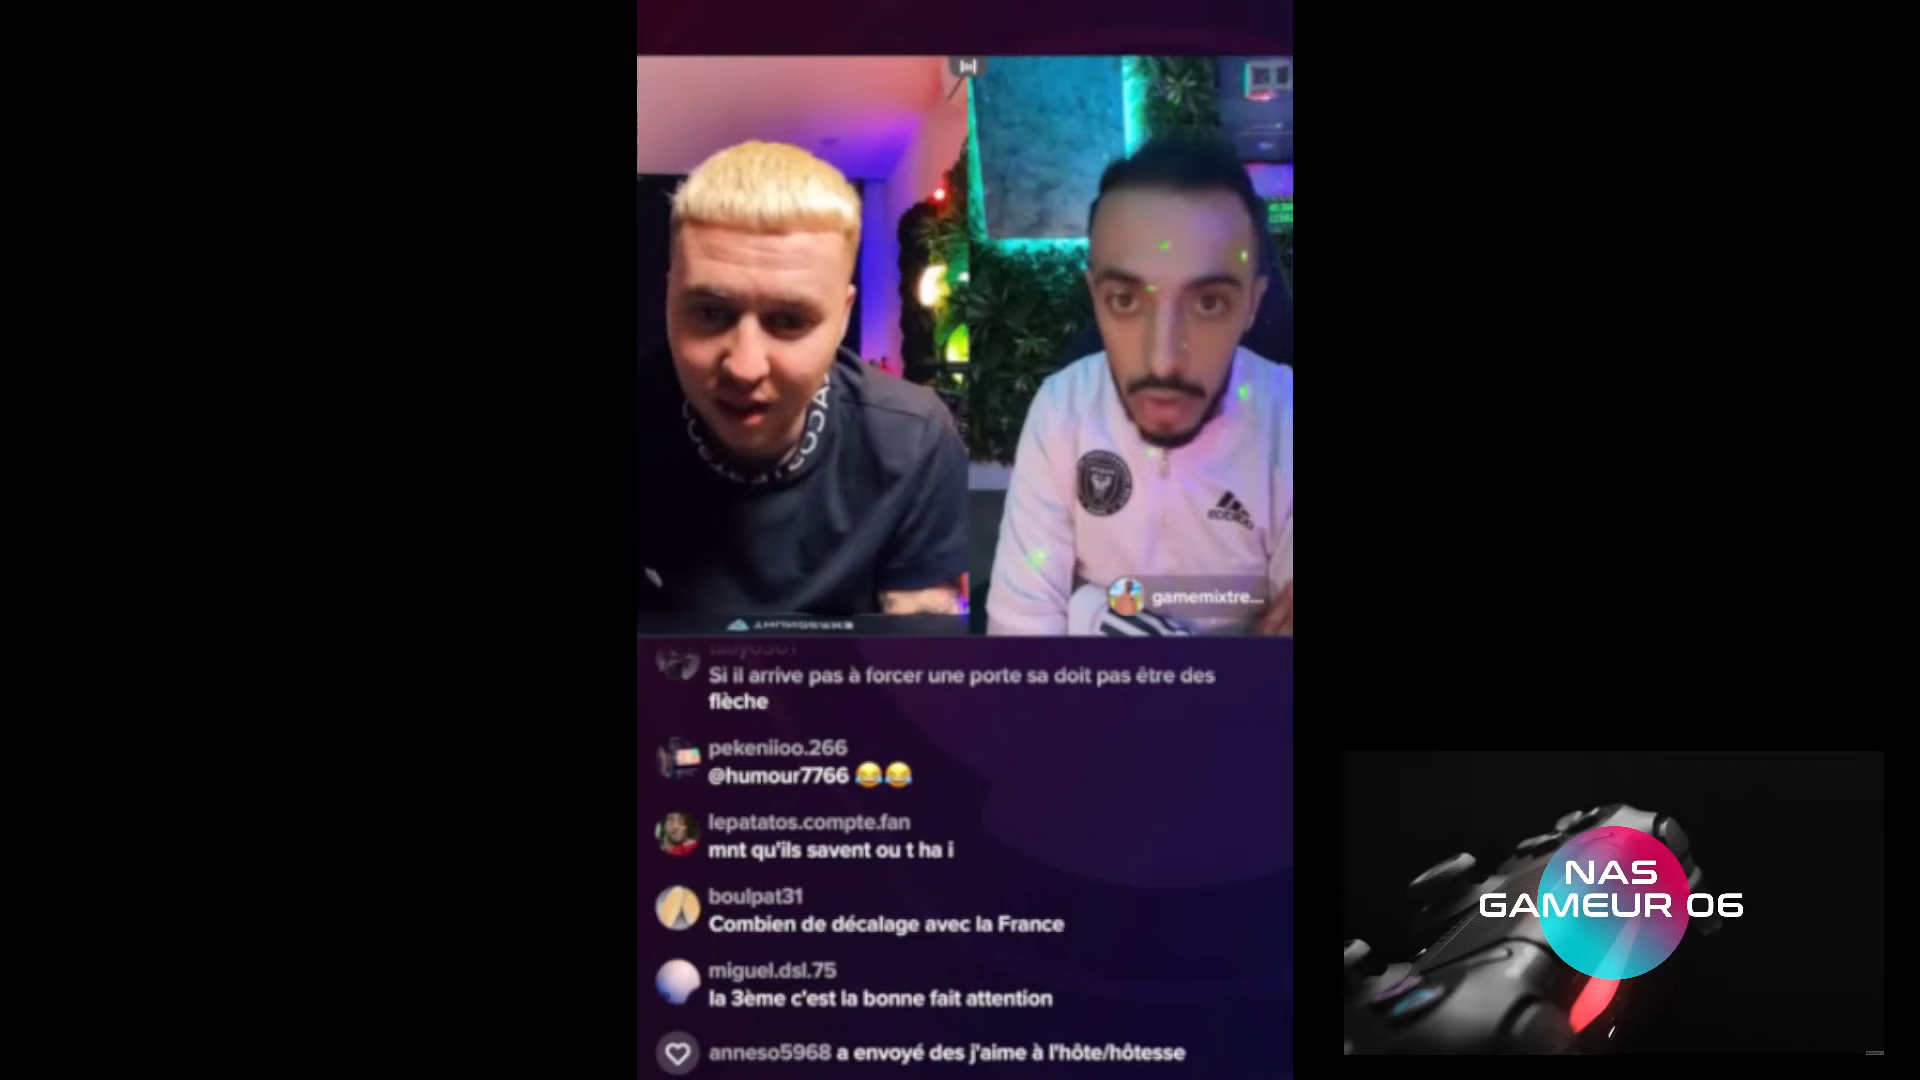 gamemixtre...
Si il arrive pas à forcer une porte sa doit pas être des
flèche
pekeniioo.266
@humour7766 😂😂
lepatatos.compte.fan
mnt qu'ils savent ou t ha i
boulpat31
Combien de décalage avec la France
miguel.dsl.75
la 3ème c'est la bonne fait attention
anneso5968 a envoyé des j'aime à l'hôte/hôtesse
NAS
GAMEUR 06